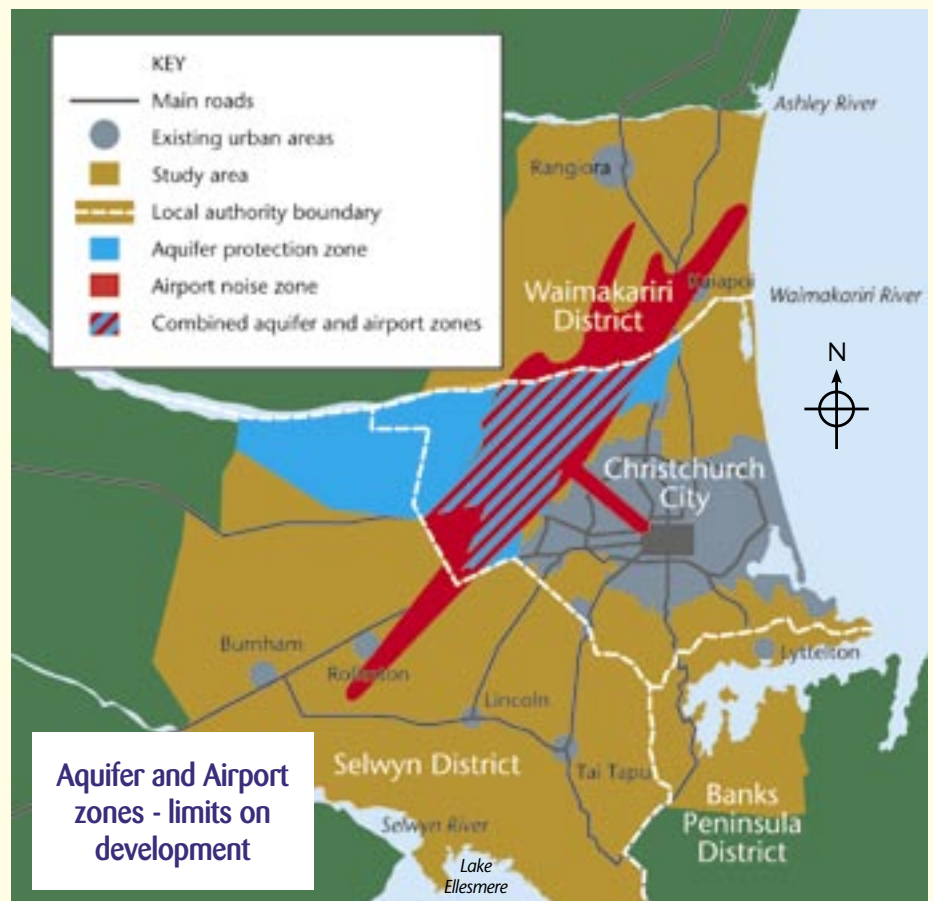 KEY
Main roads
Existing urban areas
Study area
Local authority boundary
Aquifer protection zone
Airport noise zone
Combined aquifer and airport zones
Ashley River
Rangiora
Waimakariri
District
Kaiapoi
Waimakariri River
N
Christchurch
City
Burnham
Rolleston
Lyttelton
Lincoln
Selwyn District
Tai Tapu
Banks
Peninsula
District
Selwyn River
Lake
Ellesmere
Aquifer and Airport
zones - limits on
development